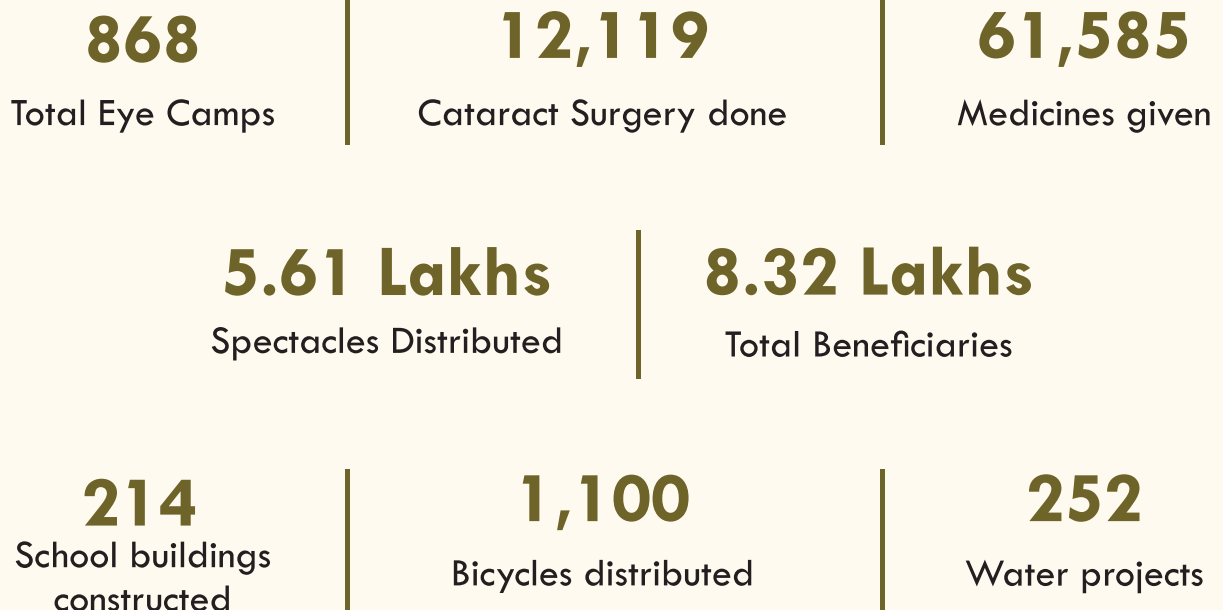 868
Total Eye Camps
12,119
Cataract Surgery done
61,585
Medicines given
5.61 Lakhs
Spectacles Distributed
8.32 Lakhs
Total Beneficiaries
214
School buildings
constructed
1,100
Bicycles distributed
252
Water projects